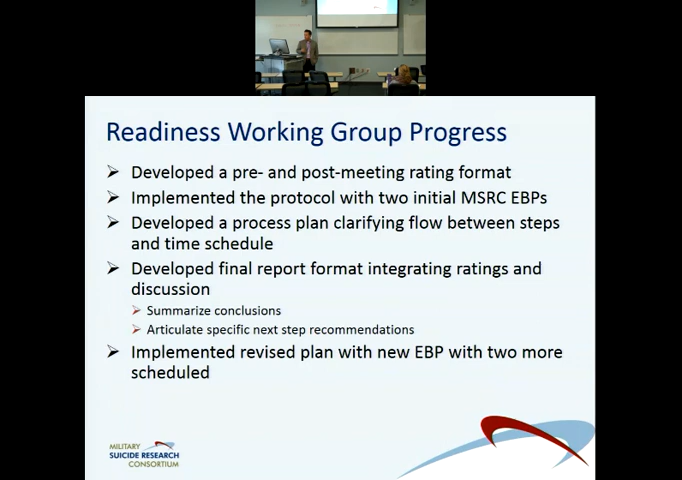 Readiness Working Group Progress
Developed a pre- and post-meeting rating format
Implemented the protocol with two initial MSRC EBPs
Developed a process plan clarifying flow between steps
and time schedule
Developed final report format integrating ratings and
discussion
Summarize conclusions
Articulate specific next step recommendations
Implemented revised plan with new EBP with two more
scheduled
MILITARY
SUICIDE RESEARCH
CONSORTIUM